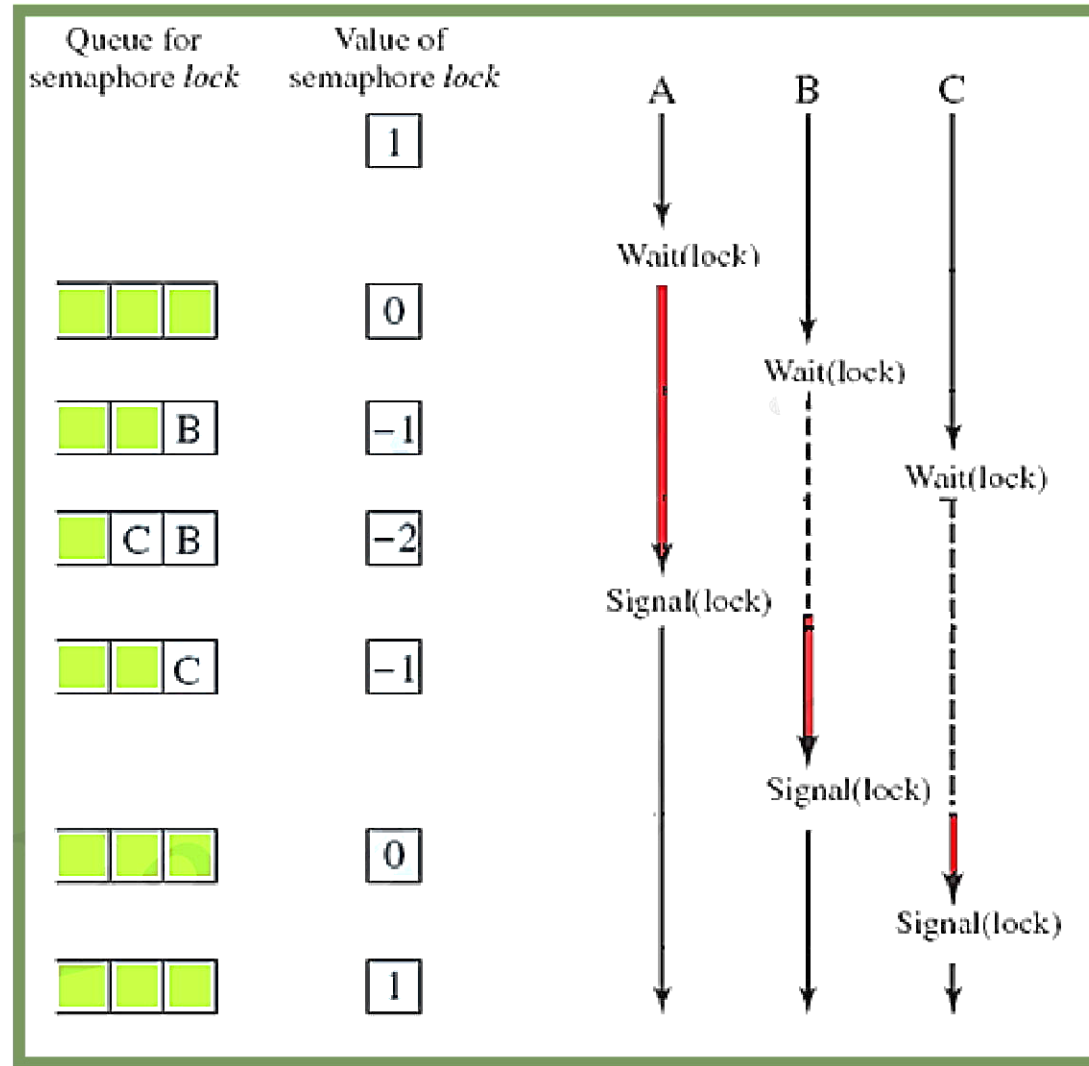 Queue for
semaphore lock
Value of
semaphore lock
A
B
C
1
Wait(lock)
0
Wait(lock)
B
−1
Wait(lock)
C B
−2
Signal(lock)
C
−1
Signal(lock)
0
Signal(lock)
1